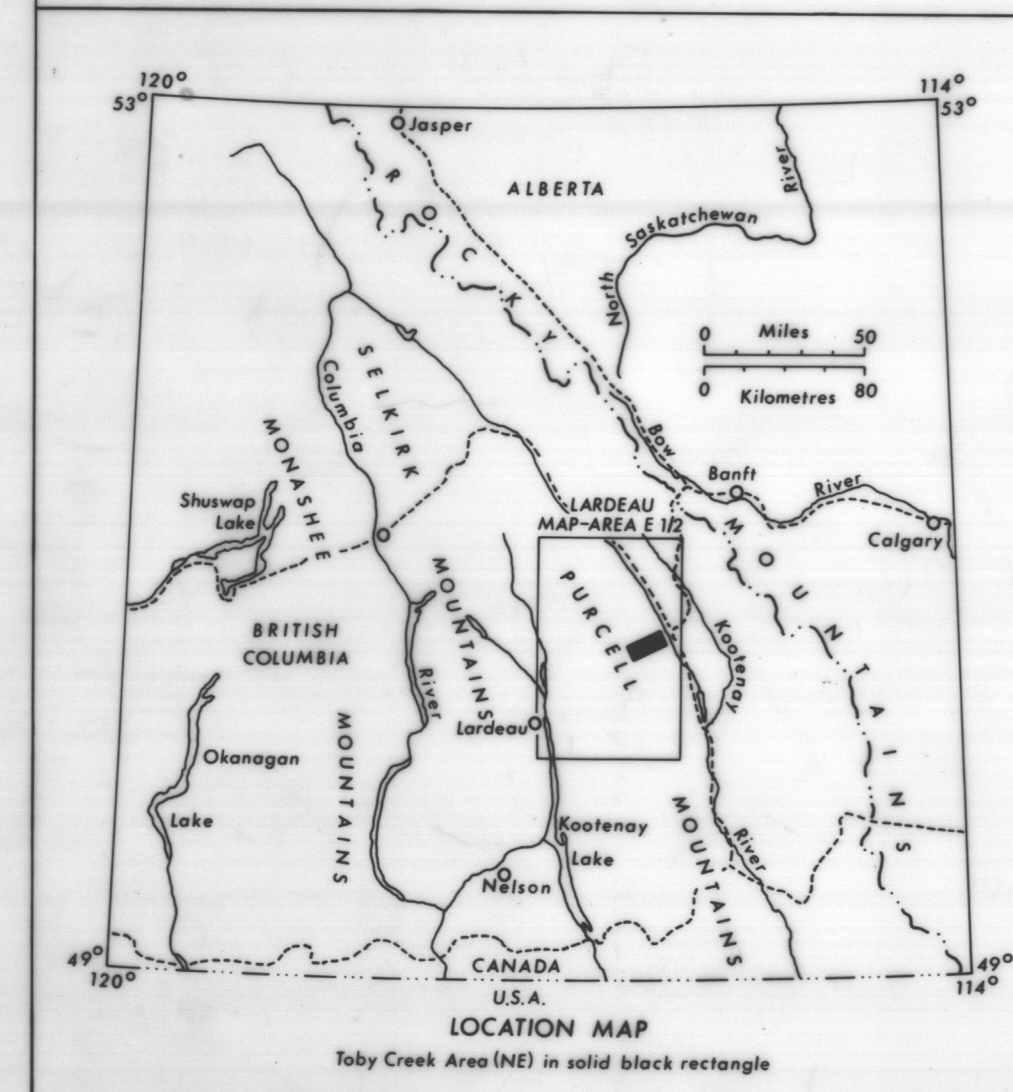 120°
114°
53°
53°
Jasper
ALBERTA
River
Saskatchewan
North
R O C K Y
0 Miles 50
0 Kilometres 80
SELKIRK
Columbia
MONASHEE
Bow
Banff
River
Calgary
Shuswap
Lake
LARDEAU
MAP-AREA E 1/2
MOUNTAINS
PURCELL
MOUNTAINS
Kootenay
BRITISH
COLUMBIA
River
Lardeau
MOUNTAINS
Okanagan
Lake
MOUNTAINS
Kootenay
Lake
River
Nelson
49°
49°
CANADA
120°
114°
U.S.A.
LOCATION MAP
Toby Creek Area (NE) in solid black rectangle